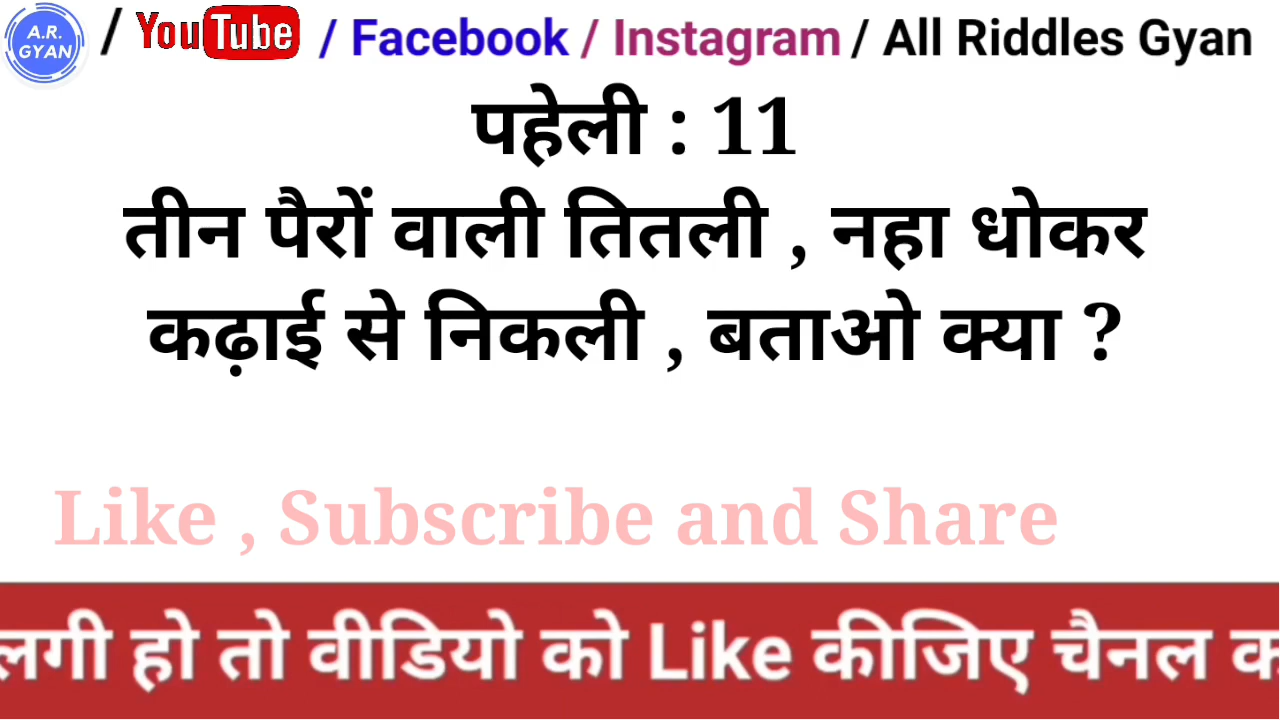 A.R. GYAN / YouTube / Facebook / Instagram / All Riddles Gyan
पहेली : 11
तीन पैरों वाली तितली , नहा धोकर
कढ़ाई से निकली , बताओ क्या ?
Like , Subscribe and Share
लगी हो तो वीडियो को Like कीजिए चैनल